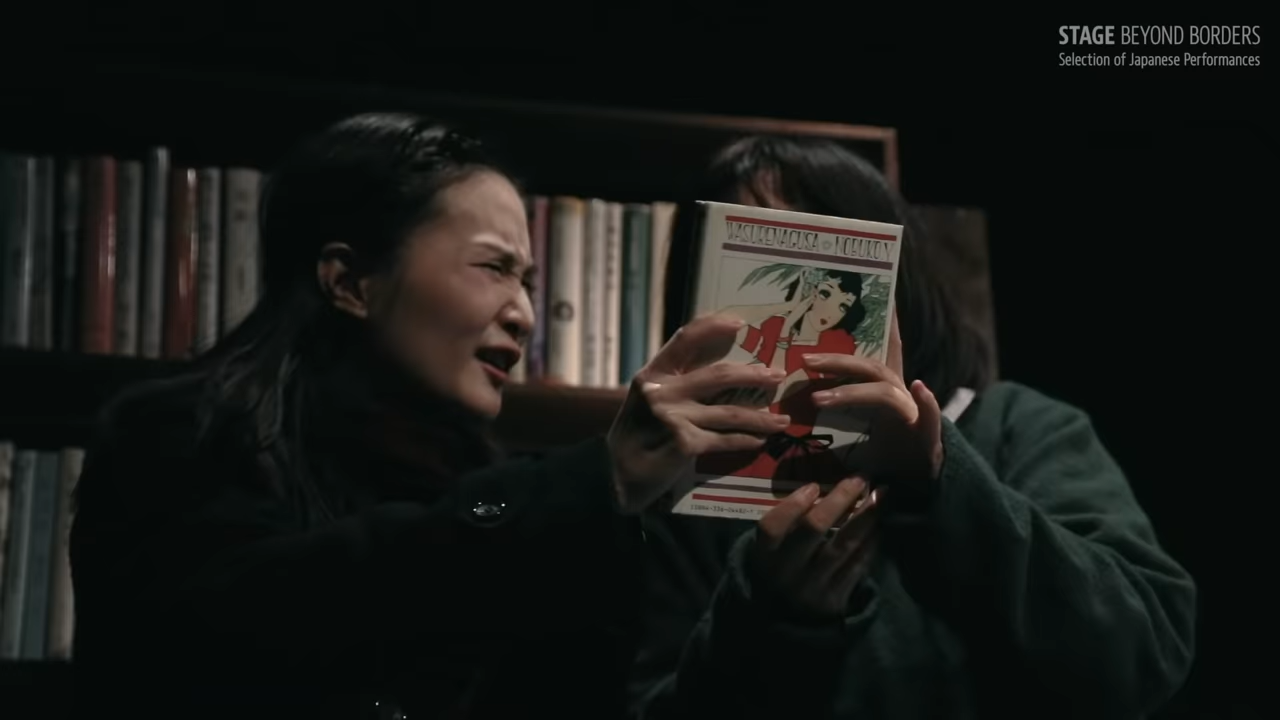 STAGE BEYOND BORDERS
Selection of Japanese Performances
WASURENAGUSA NOBUKO.Y